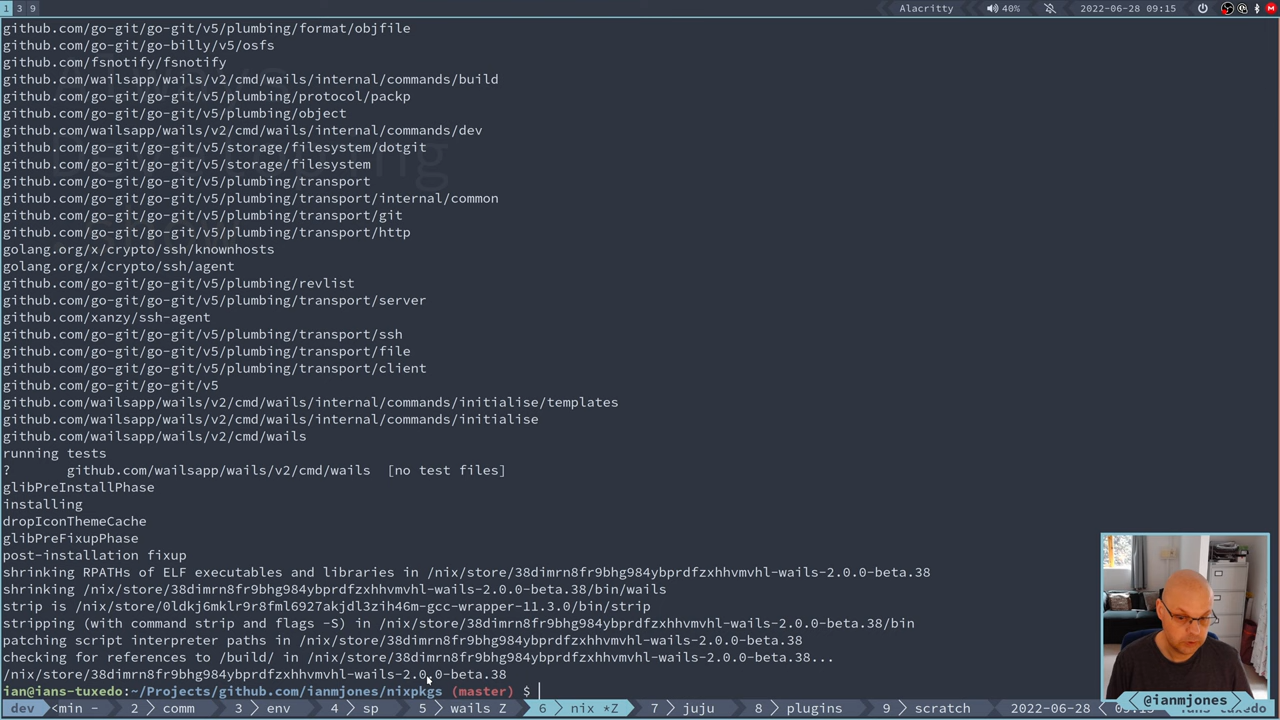 1 3 9 Alacritty 40% 2022-06-28 09:15
github.com/go-git/go-git/v5/plumbing/format/objfile
github.com/go-git/go-billy/v5/osfs
github.com/fsnotify/fsnotify
github.com/wailsapp/wails/v2/cmd/wails/internal/commands/build
github.com/go-git/go-git/v5/plumbing/protocol/packp
github.com/go-git/go-git/v5/plumbing/object
github.com/wailsapp/wails/v2/cmd/wails/internal/commands/dev
github.com/go-git/go-git/v5/storage/filesystem/dotgit
github.com/go-git/go-git/v5/storage/filesystem
github.com/go-git/go-git/v5/plumbing/transport
github.com/go-git/go-git/v5/plumbing/transport/internal/common
github.com/go-git/go-git/v5/plumbing/transport/git
github.com/go-git/go-git/v5/plumbing/transport/http
golang.org/x/crypto/ssh/knownhosts
golang.org/x/crypto/ssh/agent
github.com/go-git/go-git/v5/plumbing/revlist
github.com/go-git/go-git/v5/plumbing/transport/server
github.com/xanzy/ssh-agent
github.com/go-git/go-git/v5/plumbing/transport/ssh
github.com/go-git/go-git/v5/plumbing/transport/file
github.com/go-git/go-git/v5/plumbing/transport/client
github.com/go-git/go-git/v5
github.com/wailsapp/wails/v2/cmd/wails/internal/commands/initialise/templates
github.com/wailsapp/wails/v2/cmd/wails/internal/commands/initialise
github.com/wailsapp/wails/v2/cmd/wails
running tests
? github.com/wailsapp/wails/v2/cmd/wails [no test files]
glibPreInstallPhase
installing
dropIconThemeCache
glibPreFixupPhase
post-installation fixup
shrinking RPATHs of ELF executables and libraries in /nix/store/38dimrn8fr9bhg984ybprdfzxhhvmvhl-wails-2.0.0-beta.38
shrinking /nix/store/38dimrn8fr9bhg984ybprdfzxhhvmvhl-wails-2.0.0-beta.38/bin/wails
strip is /nix/store/0ldkj6mklr9r8fml6927akjdl3zih46m-gcc-wrapper-11.3.0/bin/strip
stripping (with command strip and flags -S) in /nix/store/38dimrn8fr9bhg984ybprdfzxhhvmvhl-wails-2.0.0-beta.38/bin
patching script interpreter paths in /nix/store/38dimrn8fr9bhg984ybprdfzxhhvmvhl-wails-2.0.0-beta.38
checking for references to /build/ in /nix/store/38dimrn8fr9bhg984ybprdfzxhhvmvhl-wails-2.0.0-beta.38...
/nix/store/38dimrn8fr9bhg984ybprdfzxhhvmvhl-wails-2.0.0-beta.38
ian@ians-tuxedo:~/Projects/github.com/ianmjones/nixpkgs (master) $
dev <min - 2 > comm 3 > env 4 > sp 5 > wails Z 6 > nix *Z 7 > juju 8 > plugins 9 > scratch 2022-06-28 < ians-tuxedo
@ianmjones